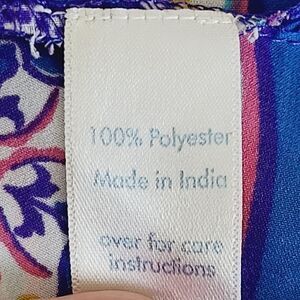 100% Polyester
Made in India
over for care
instructions